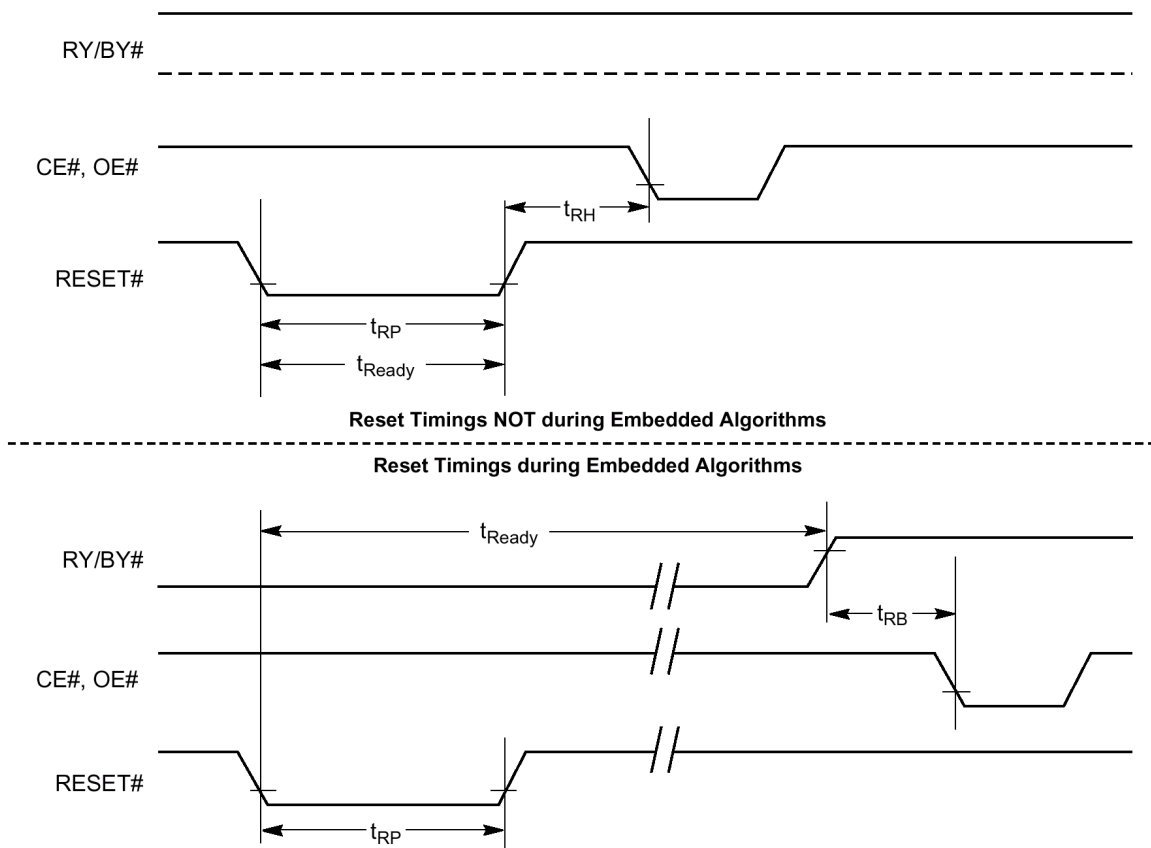 RY/BY#
CE#, OE#
tRH
RESET#
tRP
tReady
Reset Timings NOT during Embedded Algorithms
Reset Timings during Embedded Algorithms
tReady
RY/BY#
tRB
CE#, OE#
RESET#
tRP